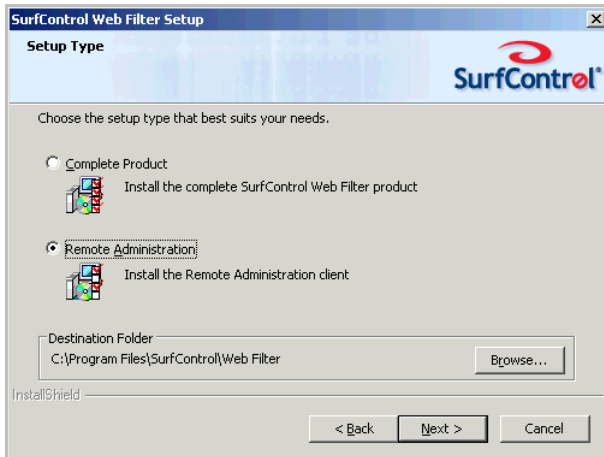 SurfControl Web Filter Setup
Setup Type
SurfControl
Choose the setup type that best suits your needs.
Complete Product
Install the complete SurfControl Web Filter product
Remote Administration
Install the Remote Administration client
Destination Folder
C:\Program Files\SurfControl\Web Filter
Browse...
InstallShield
< Back
Next >
Cancel